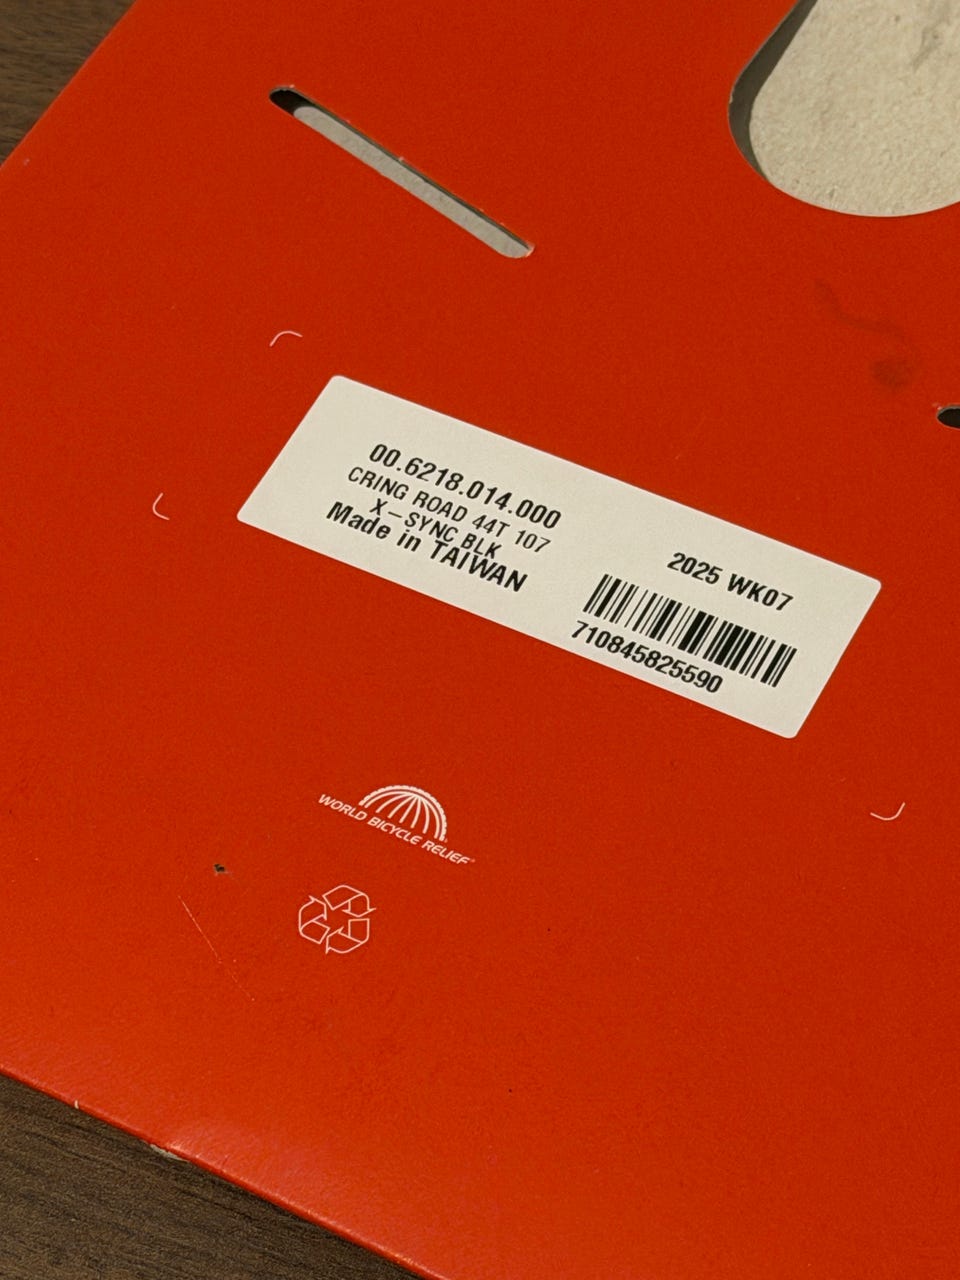 00.6218.014.000
CRING ROAD 44T 107
X-SYNC BLK
Made in TAIWAN
2025 WK07
710845825590
WORLD BICYCLE RELIEF